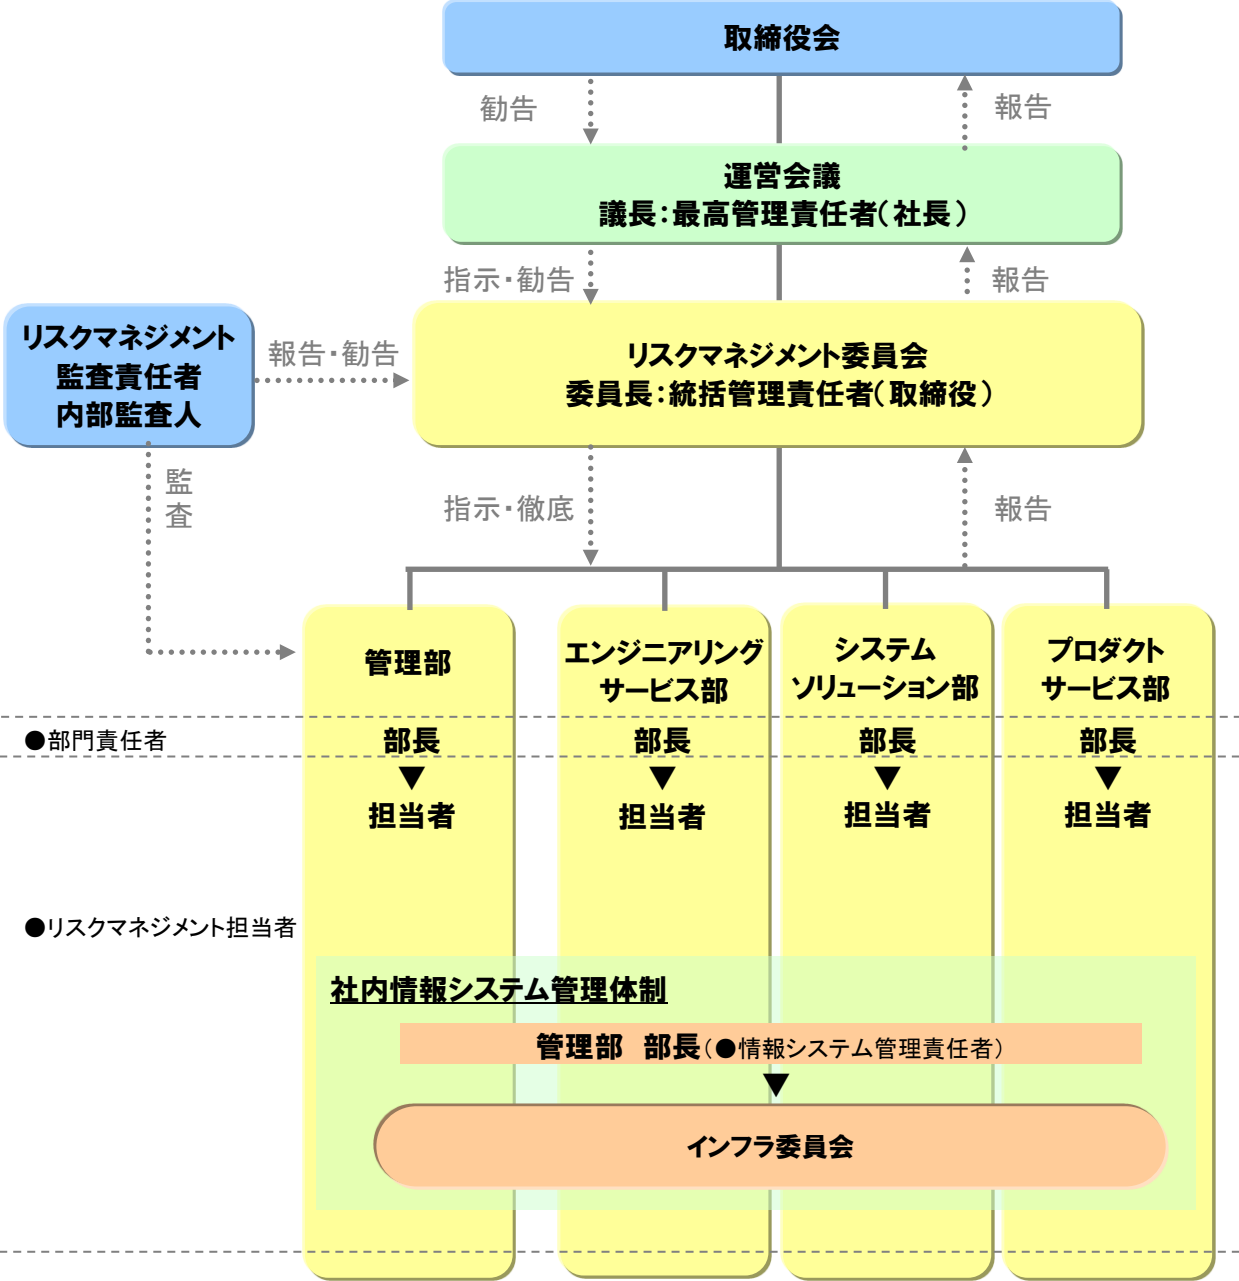 取締役会
勧告
報告
運営会議
議長：最高管理責任者（社長）
指示・勧告
報告
リスクマネジメント
監査責任者
内部監査人
報告・勧告
リスクマネジメント委員会
委員長：統括管理責任者（取締役）
監
査
指示・徹底
報告
管理部
エンジニアリング
サービス部
システム
ソリューション部
プロダクト
サービス部
●部門責任者
部長
部長
部長
部長
▼
▼
▼
▼
担当者
担当者
担当者
担当者
●リスクマネジメント担当者
社内情報システム管理体制
管理部　部長（●情報システム管理責任者）
▼
インフラ委員会